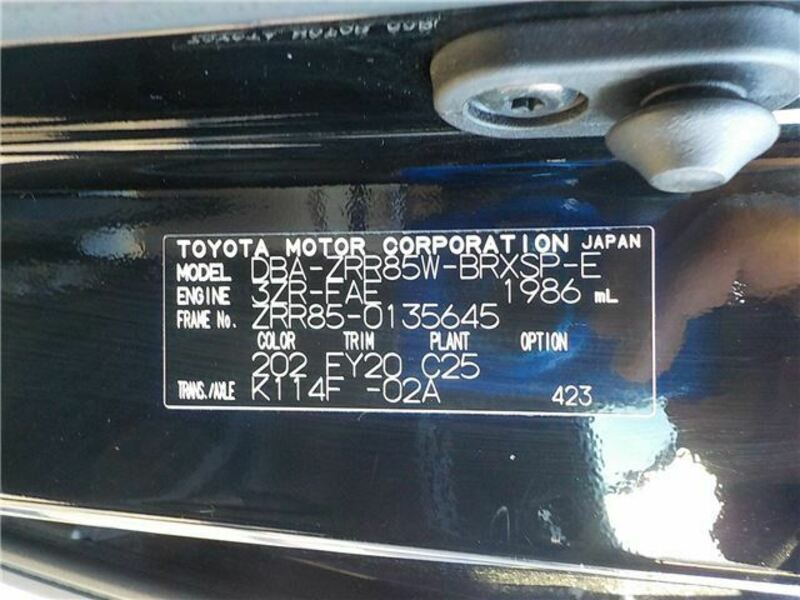 TOYOTA MOTOR CORPORATION JAPAN
MODEL DBA-ZRR85W-BRXSP-E
ENGINE 3ZR-FAE 1986 mL
FRAME No. ZRR85-0135645
COLOR TRIM PLANT OPTION
202 FY20 C25
TRANS./AXLE K114F -02A 423